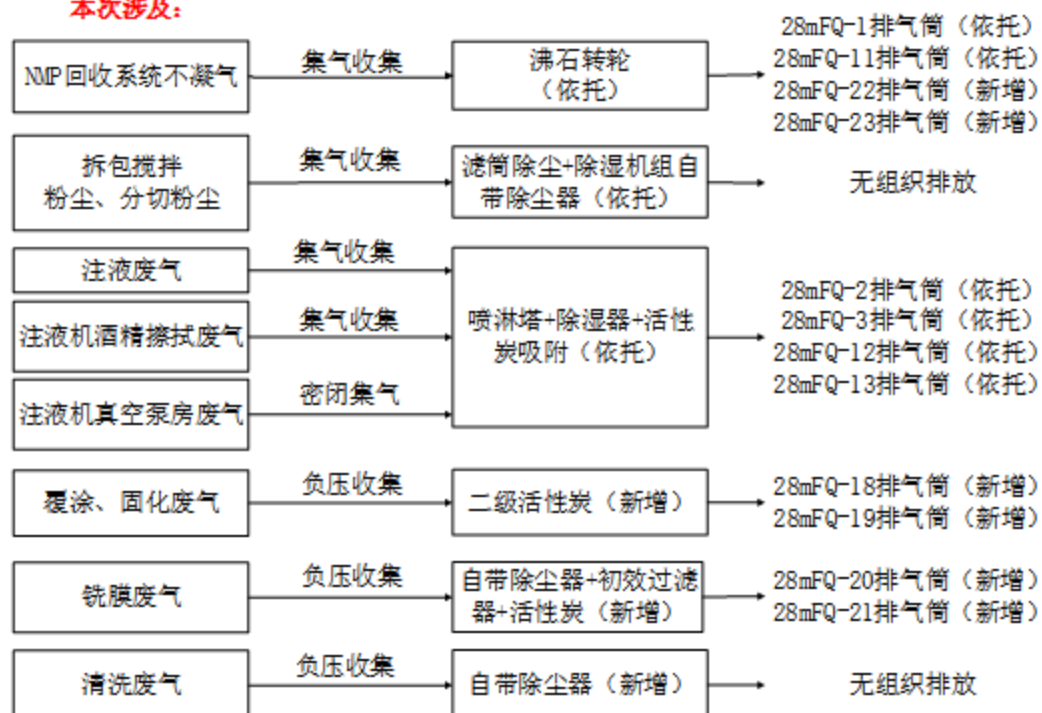 本次涉及：
NMP回收系统不凝气
集气收集
沸石转轮
（依托）
28mFQ-1排气筒（依托）
28mFQ-11排气筒（依托）
28mFQ-22排气筒（新增）
28mFQ-23排气筒（新增）
拆包搅拌
粉尘、分切粉尘
集气收集
滤筒除尘+除湿机组自
带除尘器（依托）
无组织排放
注液废气
集气收集
注液机酒精擦拭废气
集气收集
注液机真空泵房废气
密闭集气
喷淋塔+除湿器+活性
炭吸附（依托）
28mFQ-2排气筒（依托）
28mFQ-3排气筒（依托）
28mFQ-12排气筒（依托）
28mFQ-13排气筒（依托）
覆涂、固化废气
负压收集
二级活性炭（新增）
28mFQ-18排气筒（新增）
28mFQ-19排气筒（新增）
铣膜废气
负压收集
自带除尘器+初效过滤
器+活性炭（新增）
28mFQ-20排气筒（新增）
28mFQ-21排气筒（新增）
清洗废气
负压收集
自带除尘器（新增）
无组织排放